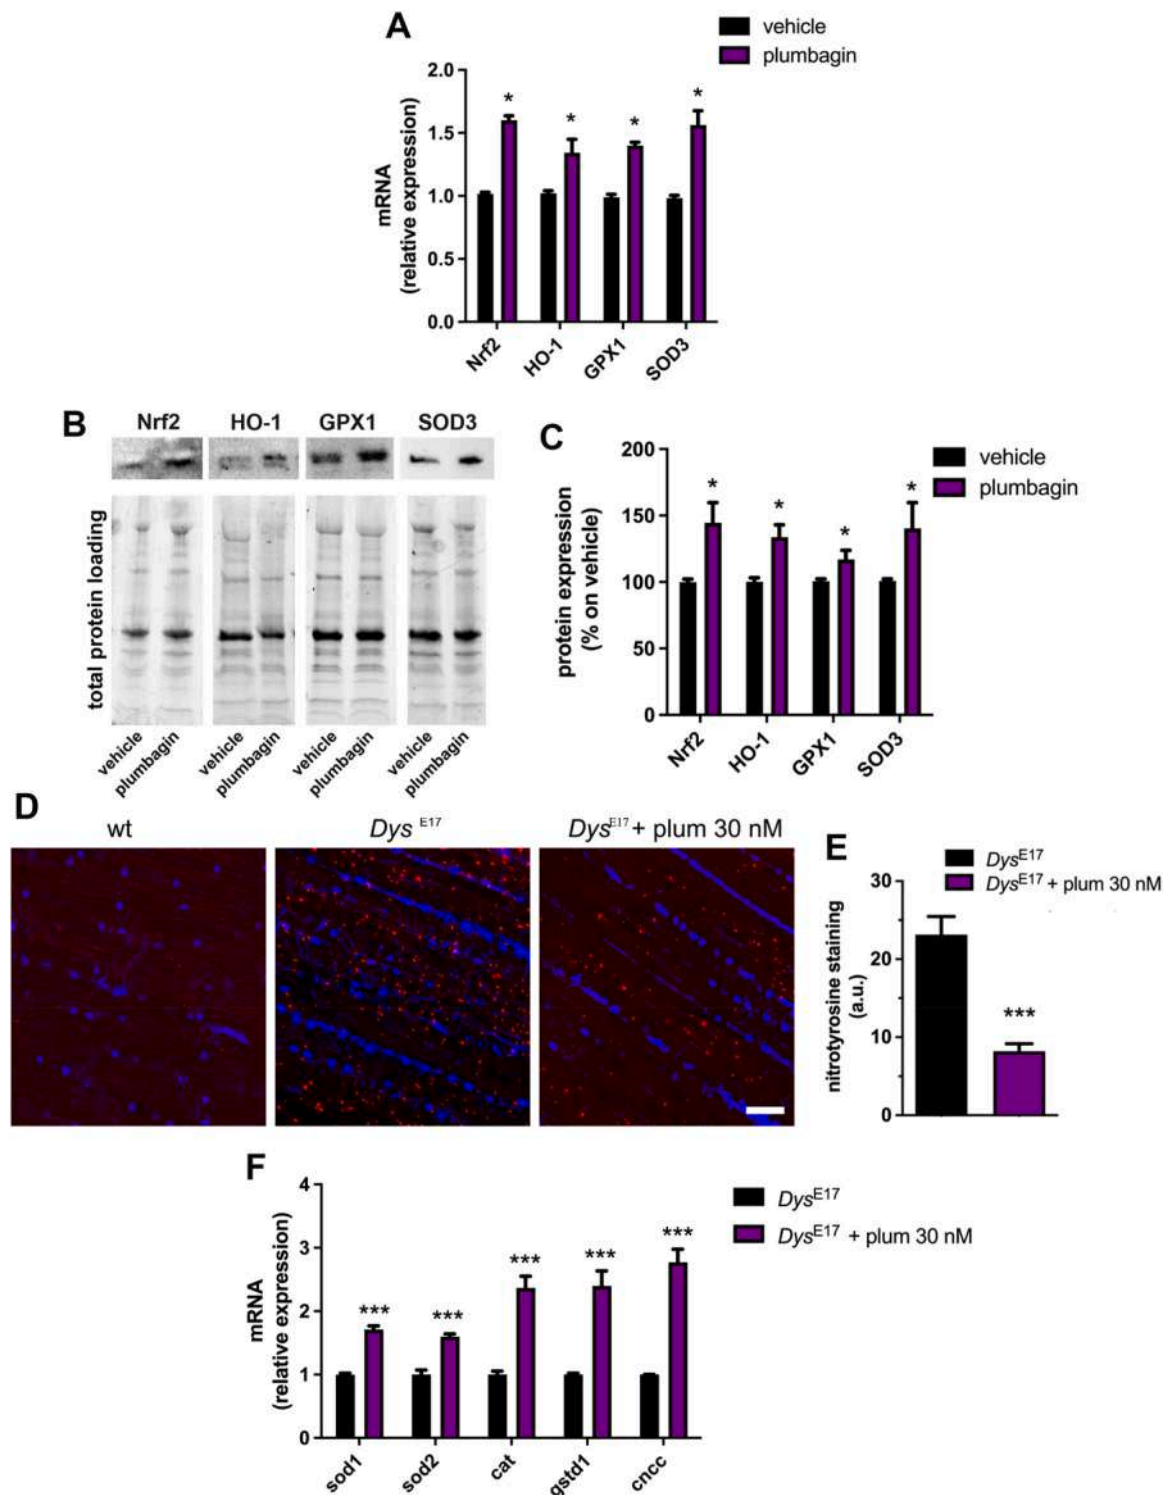 A
vehicle
plumbagin
mRNA
(relative expression)
2.0
1.5
1.0
0.5
0.0
*
*
*
*
Nrf2
HO-1
GPX1
SOD3
B
Nrf2
HO-1
GPX1
SOD3
total protein loading
vehicle
plumbagin
vehicle
plumbagin
vehicle
plumbagin
vehicle
plumbagin
C
vehicle
plumbagin
protein expression
(% on vehicle)
200
150
100
50
0
*
*
*
*
Nrf2
HO-1
GPX1
SOD3
D
wt
Dys E17
DysE17 + plum 30 nM
E
DysE17
DysE17 + plum 30 nM
nitrotyrosine staining
(a.u.)
30
20
10
0
***
F
DysE17
DysE17 + plum 30 nM
mRNA
(relative expression)
4
3
2
1
0
***
***
***
***
***
sod1
sod2
cat
gstd1
cncc